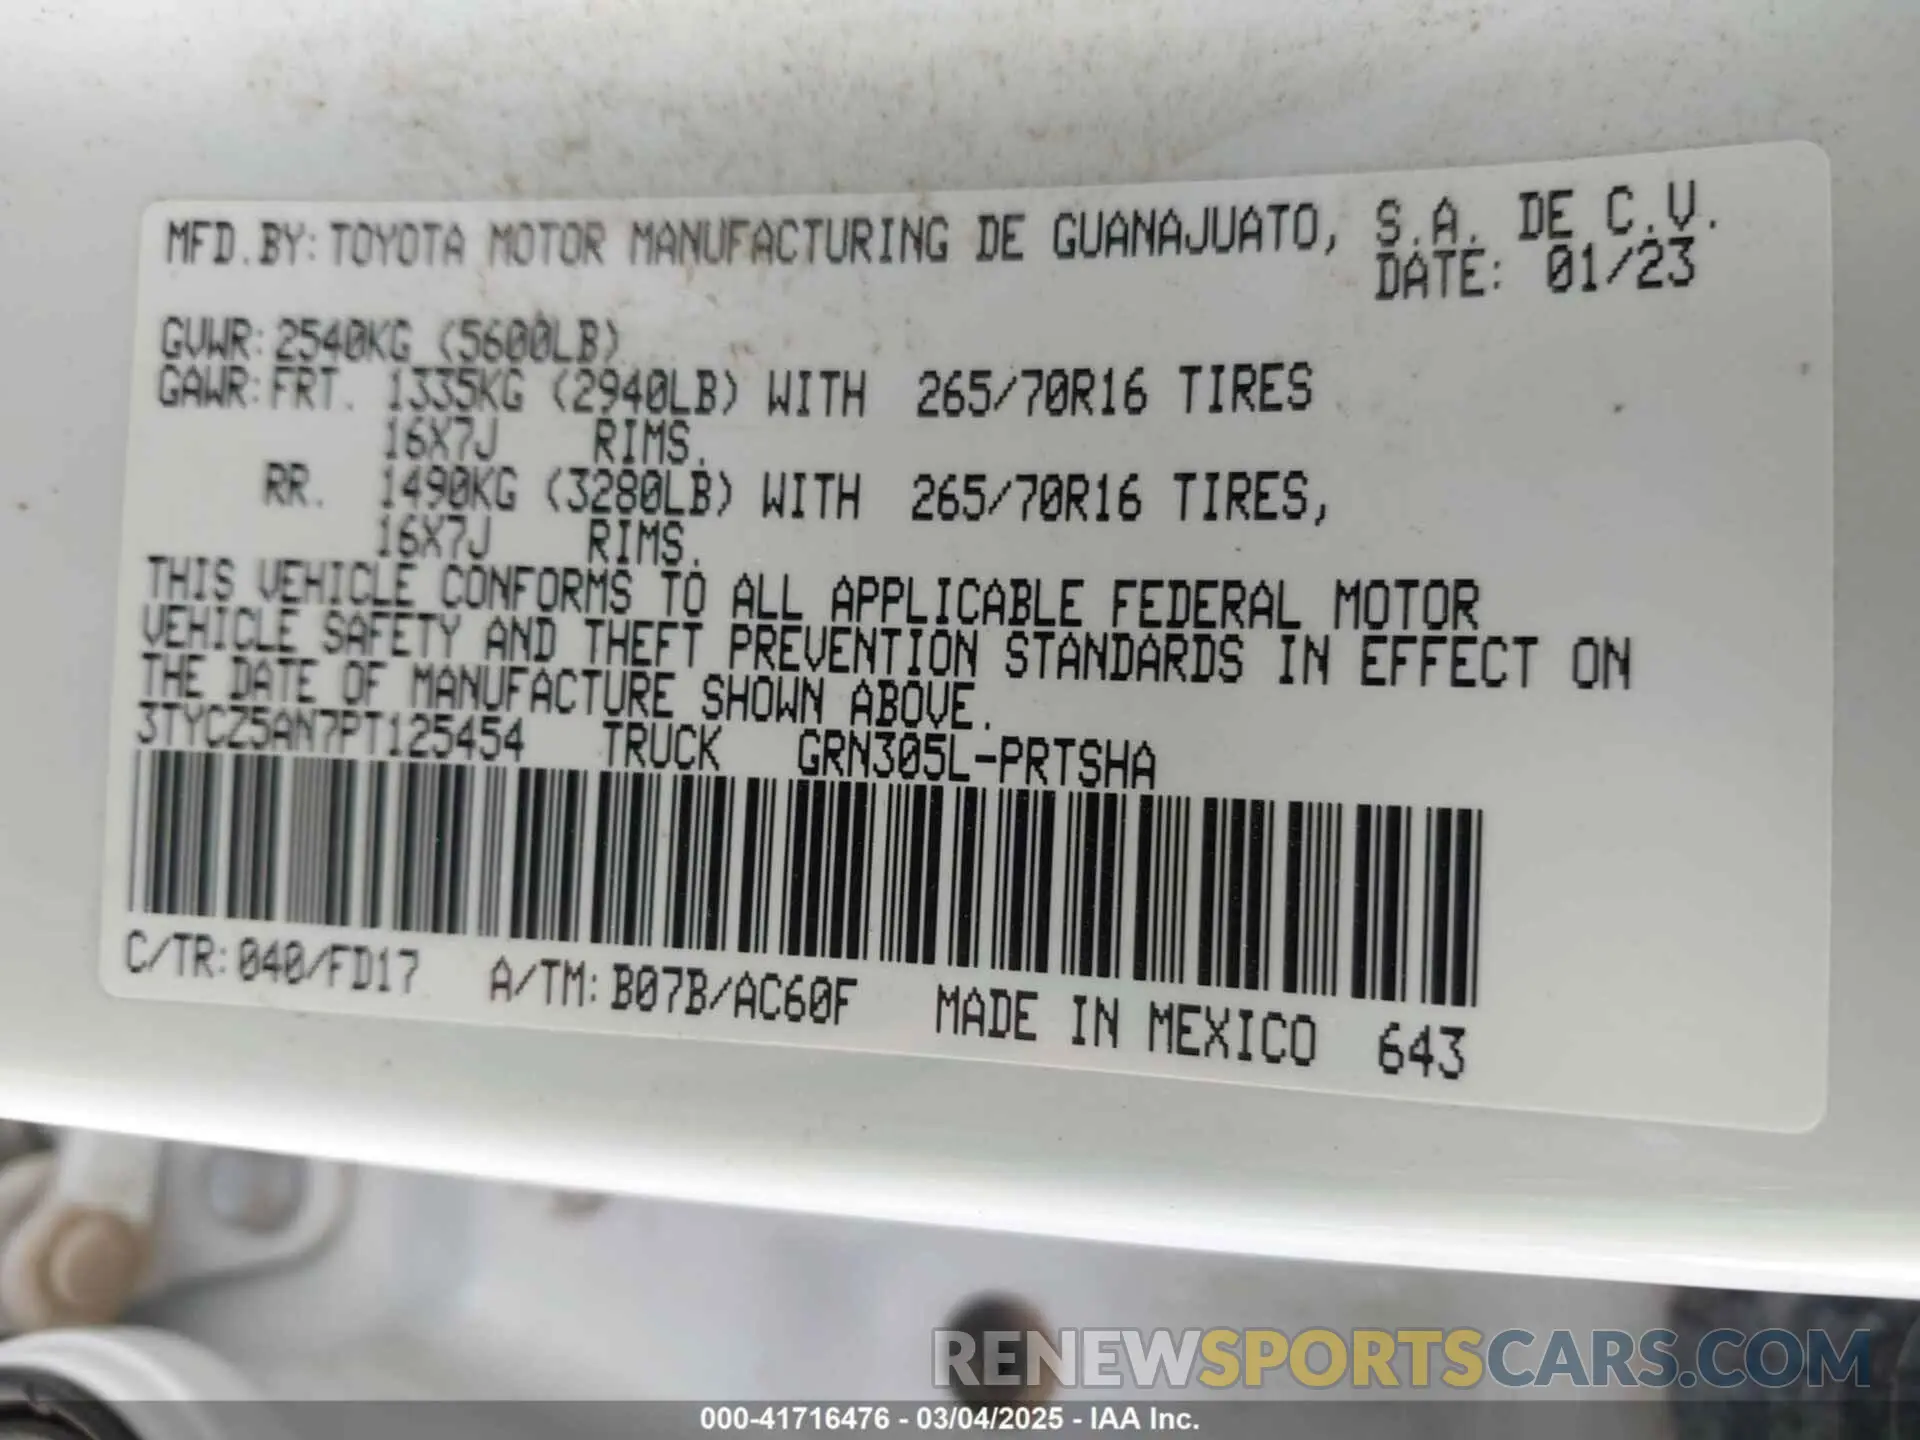 MFD.BY: TOYOTA MOTOR MANUFACTURING DE GUANAJUATO, S.A. DE C.V.
DATE: 01/23
GVWR: 2540KG (5600LB)
GAWR: FRT. 1335KG (2940LB) WITH 265/70R16 TIRES
16X7J RIMS.
RR. 1490KG (3280LB) WITH 265/70R16 TIRES,
16X7J RIMS.
THIS VEHICLE CONFORMS TO ALL APPLICABLE FEDERAL MOTOR
VEHICLE SAFETY AND THEFT PREVENTION STANDARDS IN EFFECT ON
THE DATE OF MANUFACTURE SHOWN ABOVE.
3TYCZ5AN7PT125454 TRUCK GRN305L-PRTSHA
C/TR: 040/FD17 A/TM: B07B/AC60F MADE IN MEXICO 643
RENEWSPORTSCARS.COM
000-41716476 - 03/04/2025 - IAA Inc.